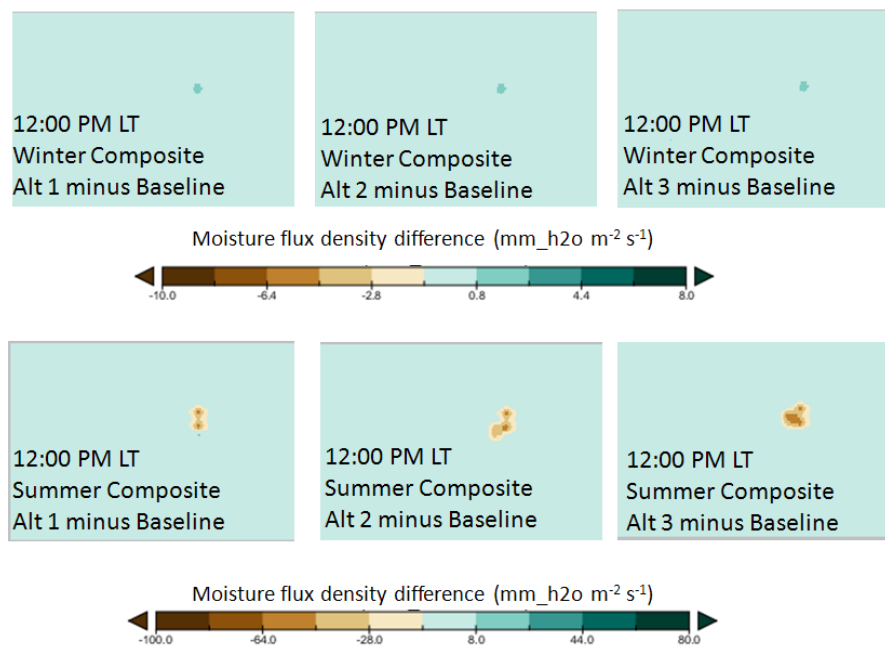 12:00 PM LT
Winter Composite
Alt 1 minus Baseline
12:00 PM LT
Winter Composite
Alt 2 minus Baseline
12:00 PM LT
Winter Composite
Alt 3 minus Baseline
Moisture flux density difference (mm_h2o m⁻² s⁻¹)
-10.0 -6.4 -2.8 0.8 4.4 8.0
12:00 PM LT
Summer Composite
Alt 1 minus Baseline
12:00 PM LT
Summer Composite
Alt 2 minus Baseline
12:00 PM LT
Summer Composite
Alt 3 minus Baseline
Moisture flux density difference (mm_h2o m⁻² s⁻¹)
-100.0 -64.0 -28.0 8.0 44.0 80.0